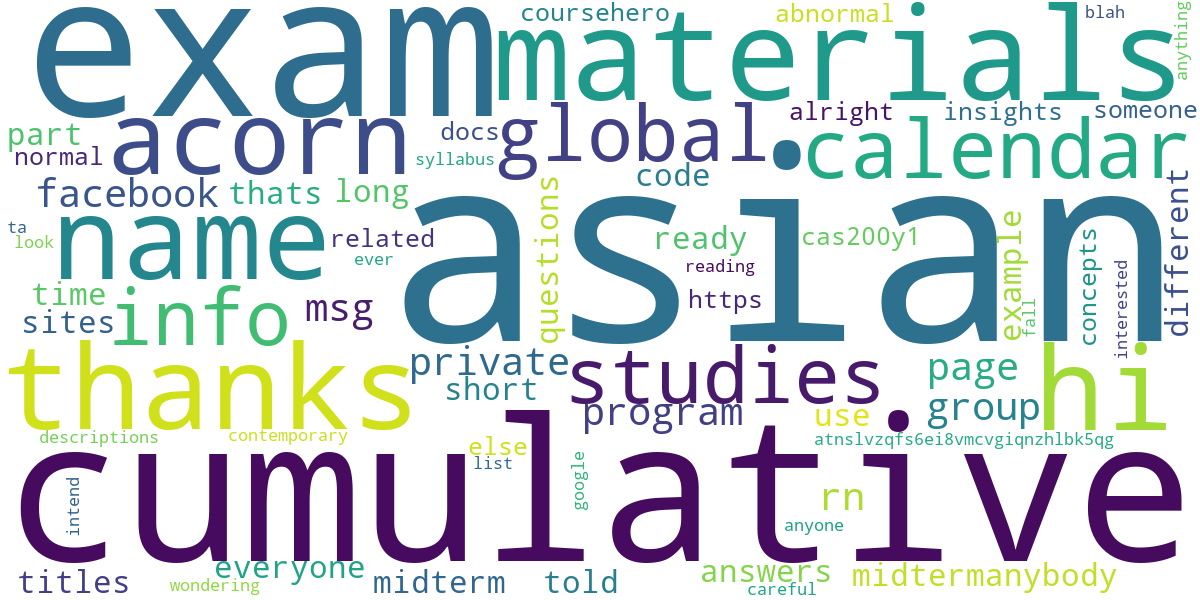 exam
coursehero
abnormal
blah
anything
materials
acorn
docs
global
alright
insights
someone
part
normal
syllabus
calendar
code
facebook
thats
long
questions
different
ta
look
name
related
ever
asian
ready
cas200y1
reading
https
example
fall
concepts
interested
time
info
msg
sites
thanks
private
short
studies
program
page
group
hi
use
descriptions
contemporary
else
list
google
atnslvzqfs6ei8vmcvgiqnzhlbk5qg
cumulative
intend
rn
anyone
titles
everyone
wondering
midterm
told
answers
careful
midtermanybody